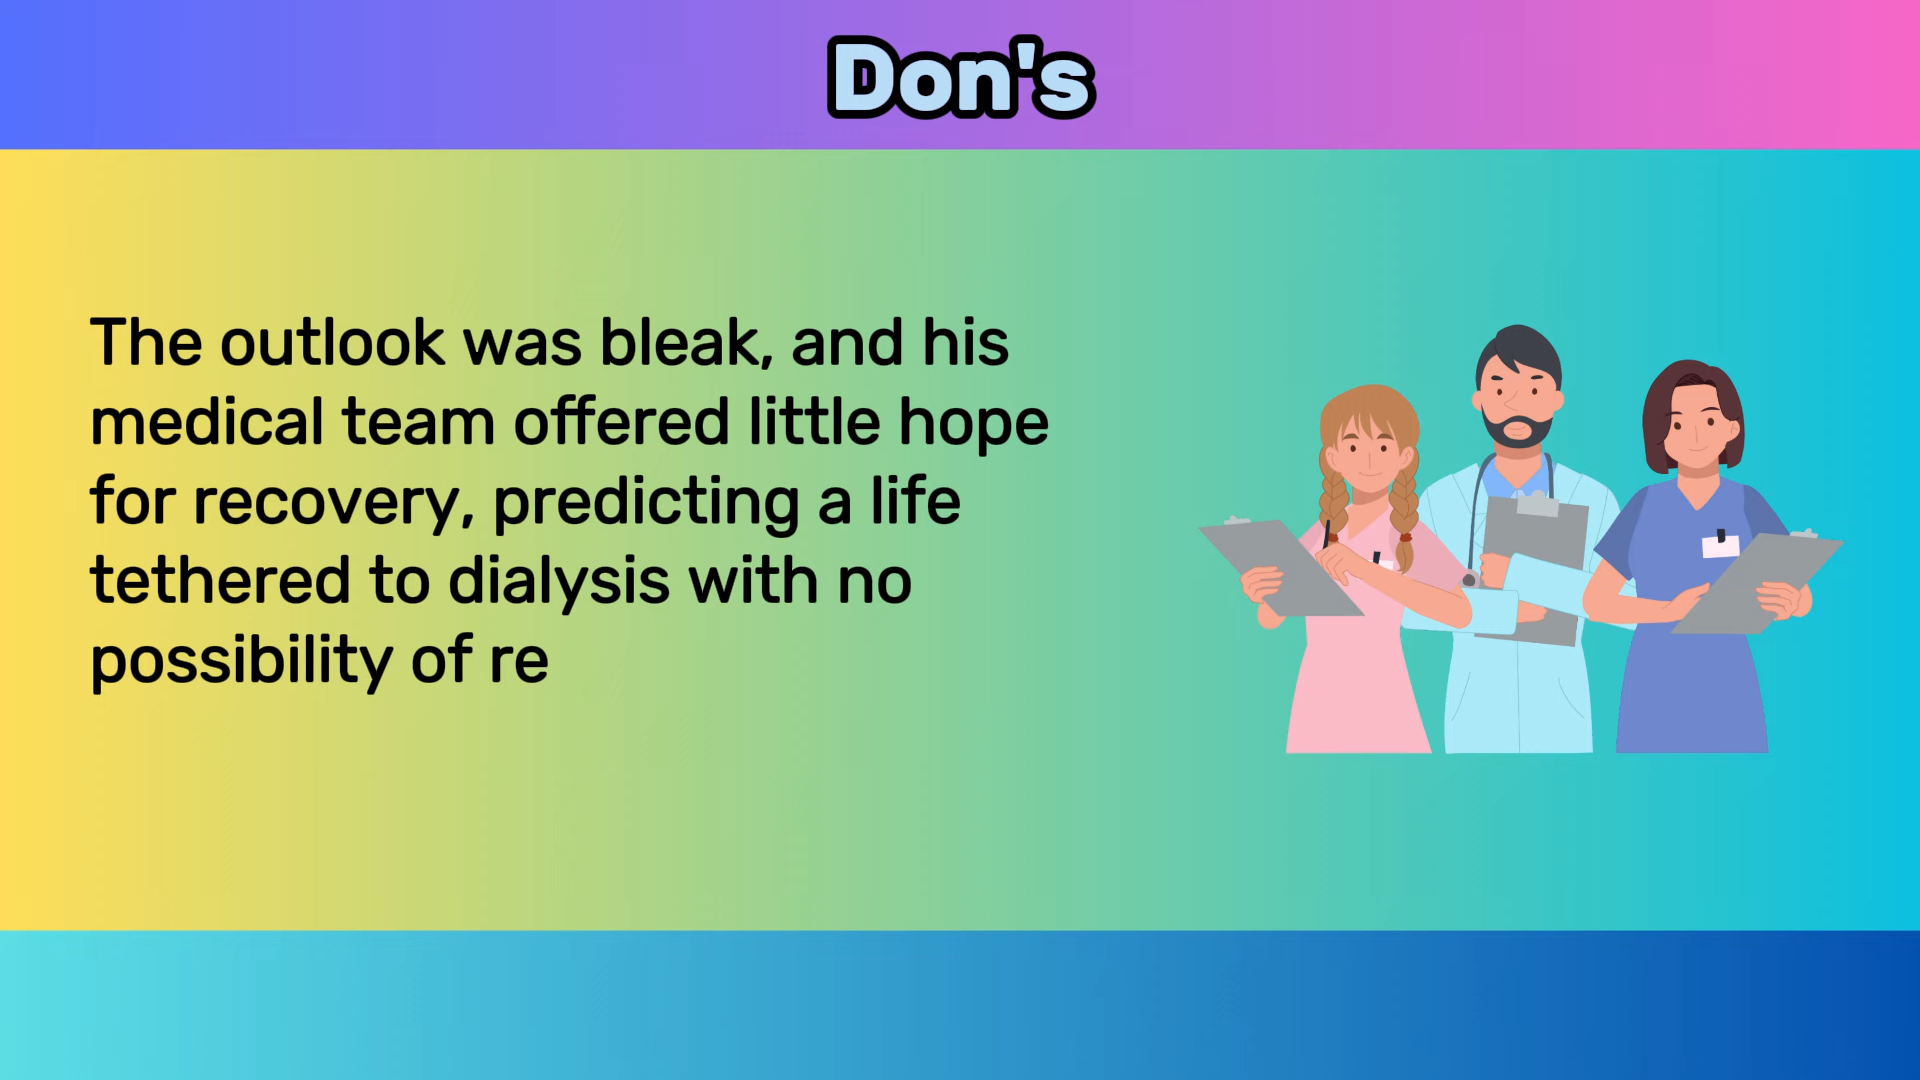 Don's
The outlook was bleak, and his
medical team offered little hope
for recovery, predicting a life
tethered to dialysis with no
possibility of re